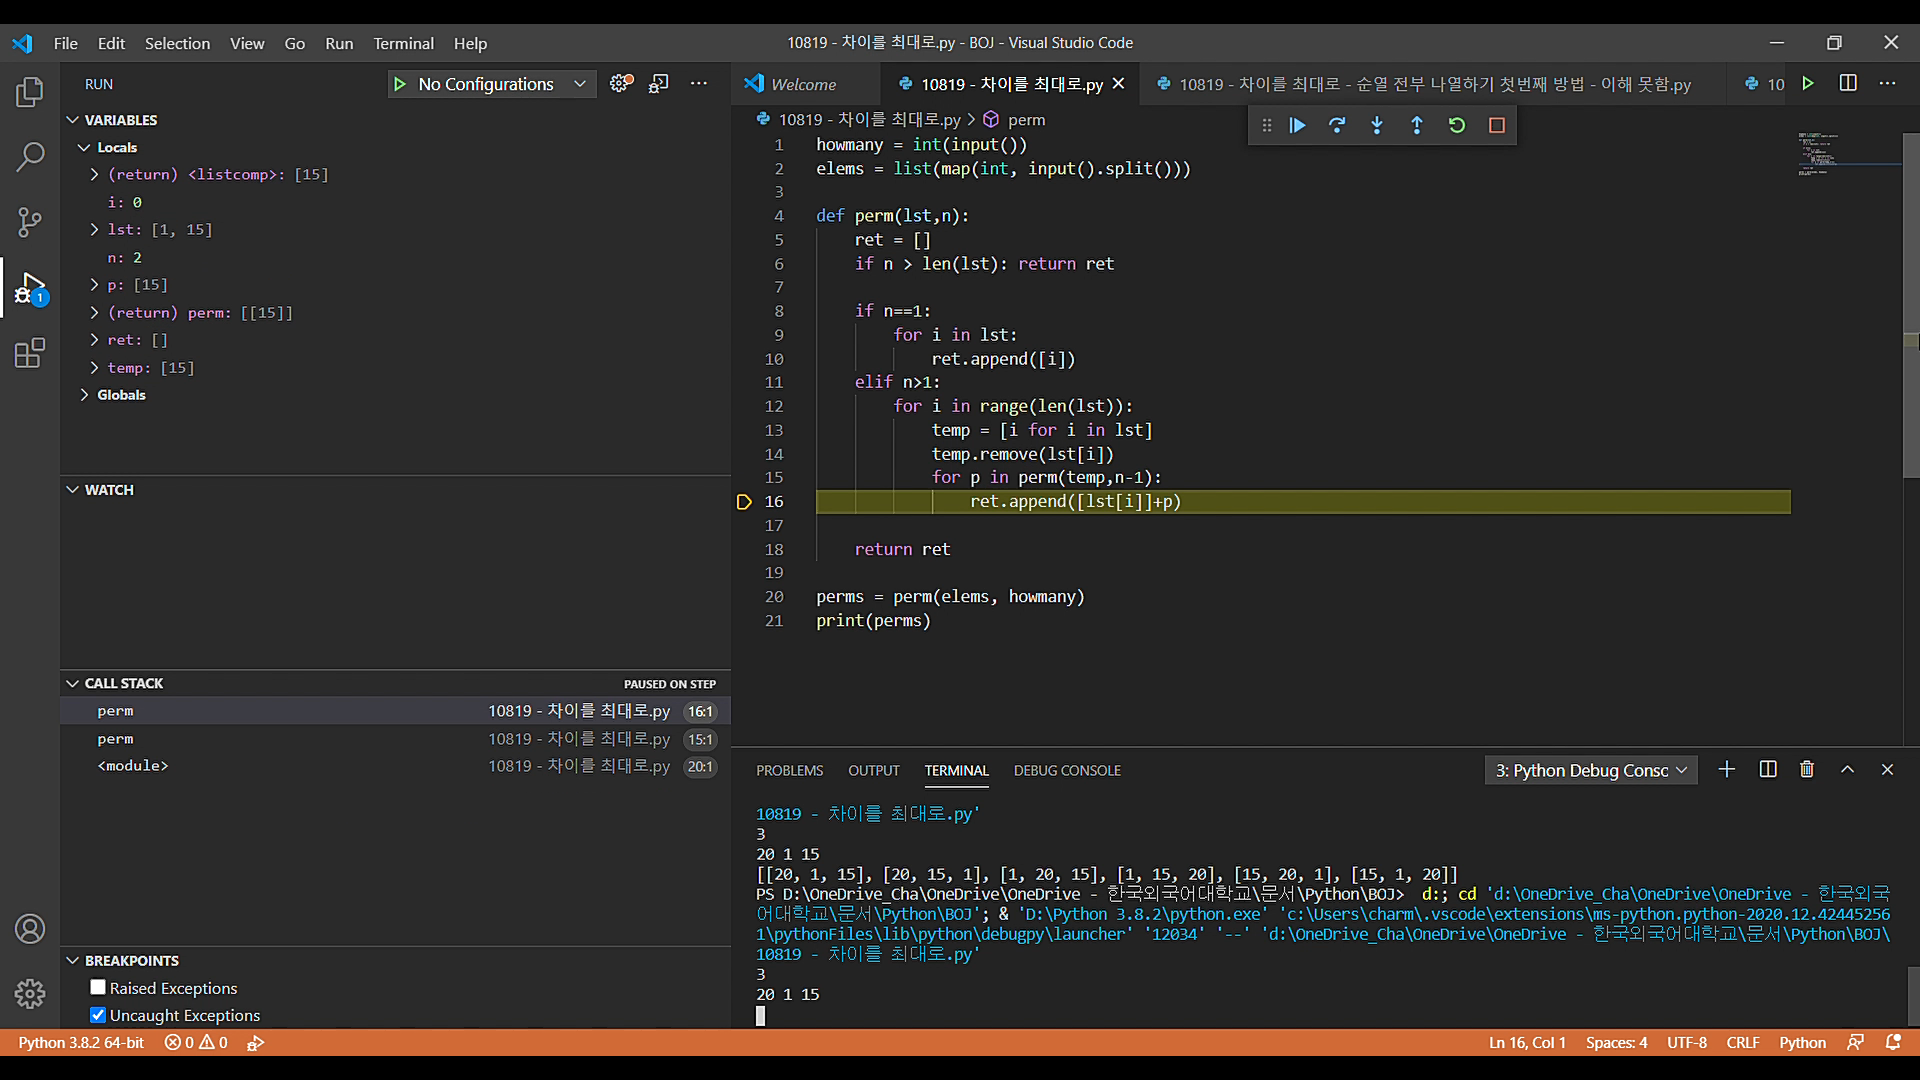 File Edit Selection View Go Run Terminal Help
10819 - 차이를 최대로.py - BOJ - Visual Studio Code
RUN
No Configurations
Welcome
10819 - 차이를 최대로.py
10819 - 차이를 최대로 - 순열 전부 나열하기 첫번째 방법 - 이해 못함.py
10
10819 - 차이를 최대로.py > perm
VARIABLES
Locals
(return) <listcomp>: [15]
i: 0
lst: [1, 15]
n: 2
p: [15]
(return) perm: [[15]]
ret: []
temp: [15]
Globals
WATCH
CALL STACK
PAUSED ON STEP
perm 10819 - 차이를 최대로.py 16:1
perm 10819 - 차이를 최대로.py 15:1
<module> 10819 - 차이를 최대로.py 20:1
BREAKPOINTS
Raised Exceptions
Uncaught Exceptions
1
1 howmany = int(input())
2 elems = list(map(int, input().split()))
3
4 def perm(lst,n):
5 ret = []
6 if n > len(lst): return ret
7
8 if n==1:
9 for i in lst:
10 ret.append([i])
11 elif n>1:
12 for i in range(len(lst)):
13 temp = [i for i in lst]
14 temp.remove(lst[i])
15 for p in perm(temp,n-1):
16 ret.append([lst[i]]+p)
17
18 return ret
19
20 perms = perm(elems, howmany)
21 print(perms)
PROBLEMS OUTPUT TERMINAL DEBUG CONSOLE
3: Python Debug Consc
10819 - 차이를 최대로.py'
3
20 1 15
[[20, 1, 15], [20, 15, 1], [1, 20, 15], [1, 15, 20], [15, 20, 1], [15, 1, 20]]
PS D:\OneDrive_Cha\OneDrive\OneDrive - 한국외국어대학교\문서\Python\BOJ>  d:; cd 'd:\OneDrive_Cha\OneDrive\OneDrive - 한국외국
어대학교\문서\Python\BOJ'; & 'D:\Python 3.8.2\python.exe' 'c:\Users\charm\.vscode\extensions\ms-python.python-2020.12.42445256
1\pythonFiles\lib\python\debugpy\launcher' '12034' '--' 'd:\OneDrive_Cha\OneDrive\OneDrive - 한국외국어대학교\문서\Python\BOJ\
10819 - 차이를 최대로.py'
3
20 1 15
Python 3.8.2 64-bit
0 0
Ln 16, Col 1 Spaces: 4 UTF-8 CRLF Python